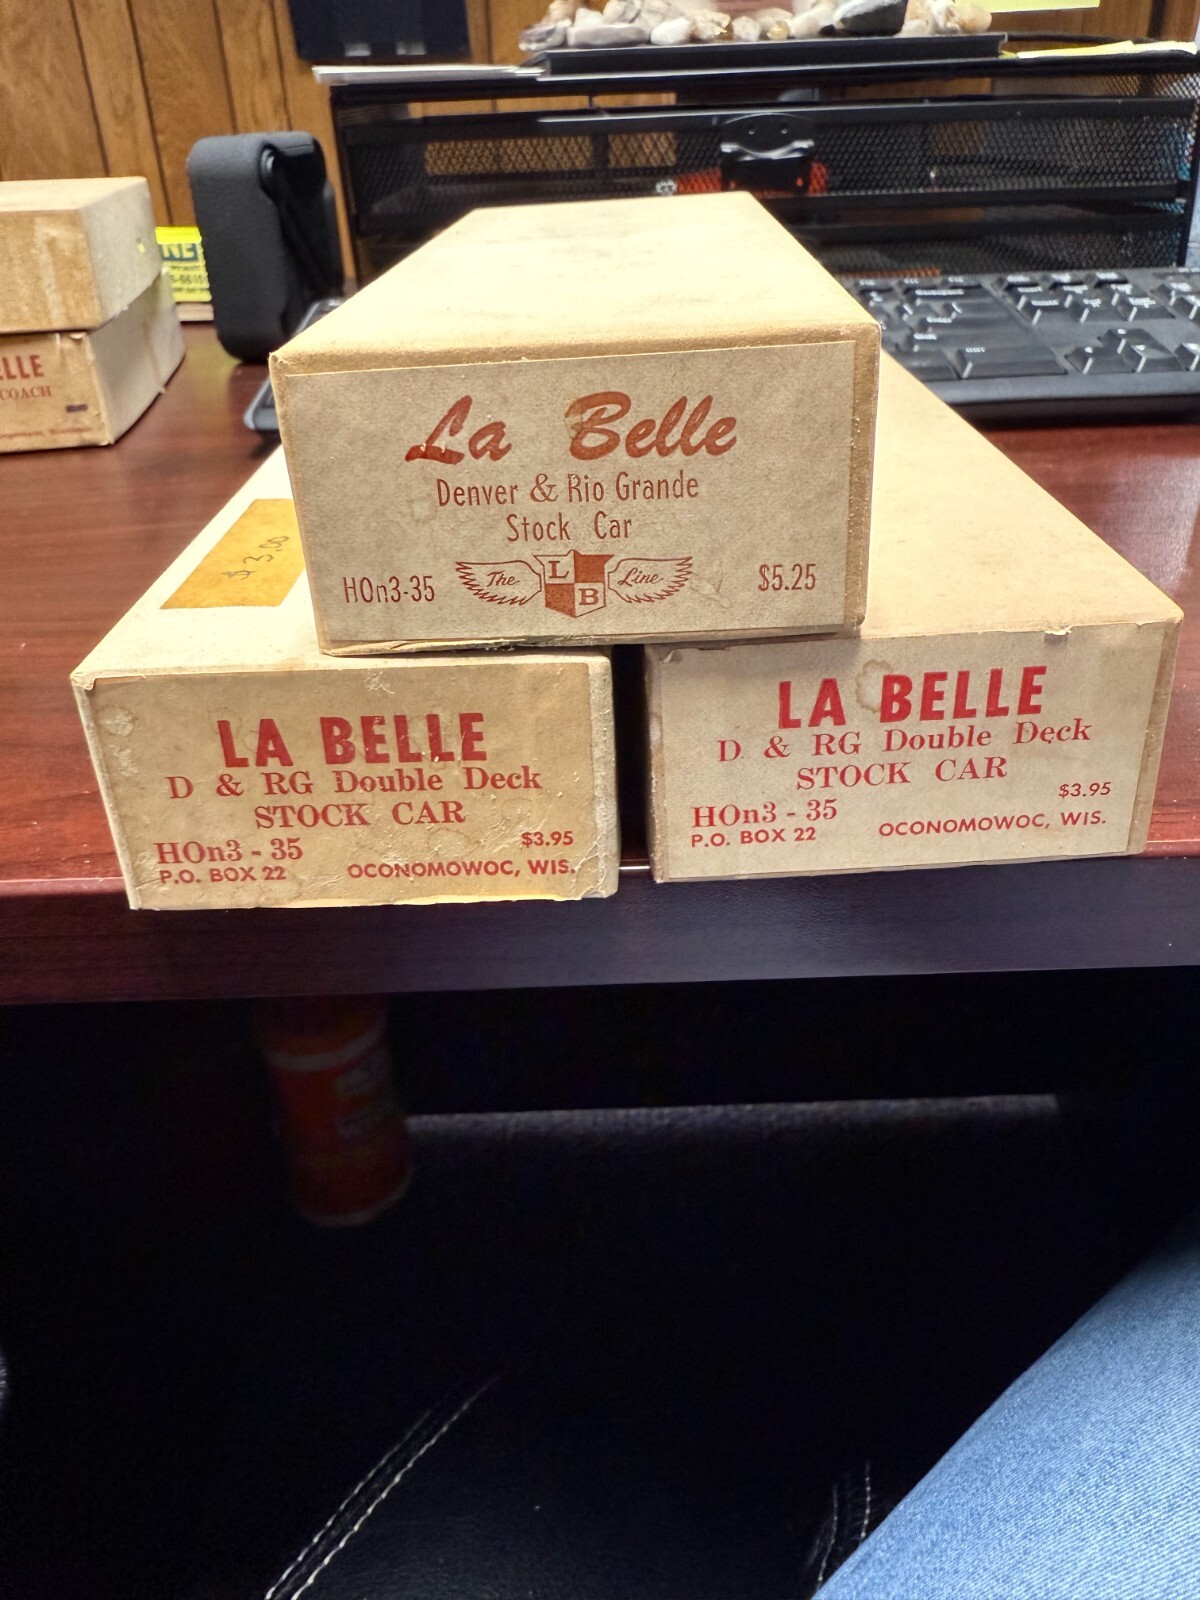 La Belle
Denver & Rio Grande
Stock Car
HOn3-35
The LB Line
$5.25
$3.00
LA BELLE
D & RG Double Deck
STOCK CAR
HOn3 - 35
$3.95
P.O. BOX 22
OCONOMOWOC, WIS.
LA BELLE
D & RG Double Deck
STOCK CAR
HOn3 - 35
$3.95
P.O. BOX 22
OCONOMOWOC, WIS.
ELLE
COACH